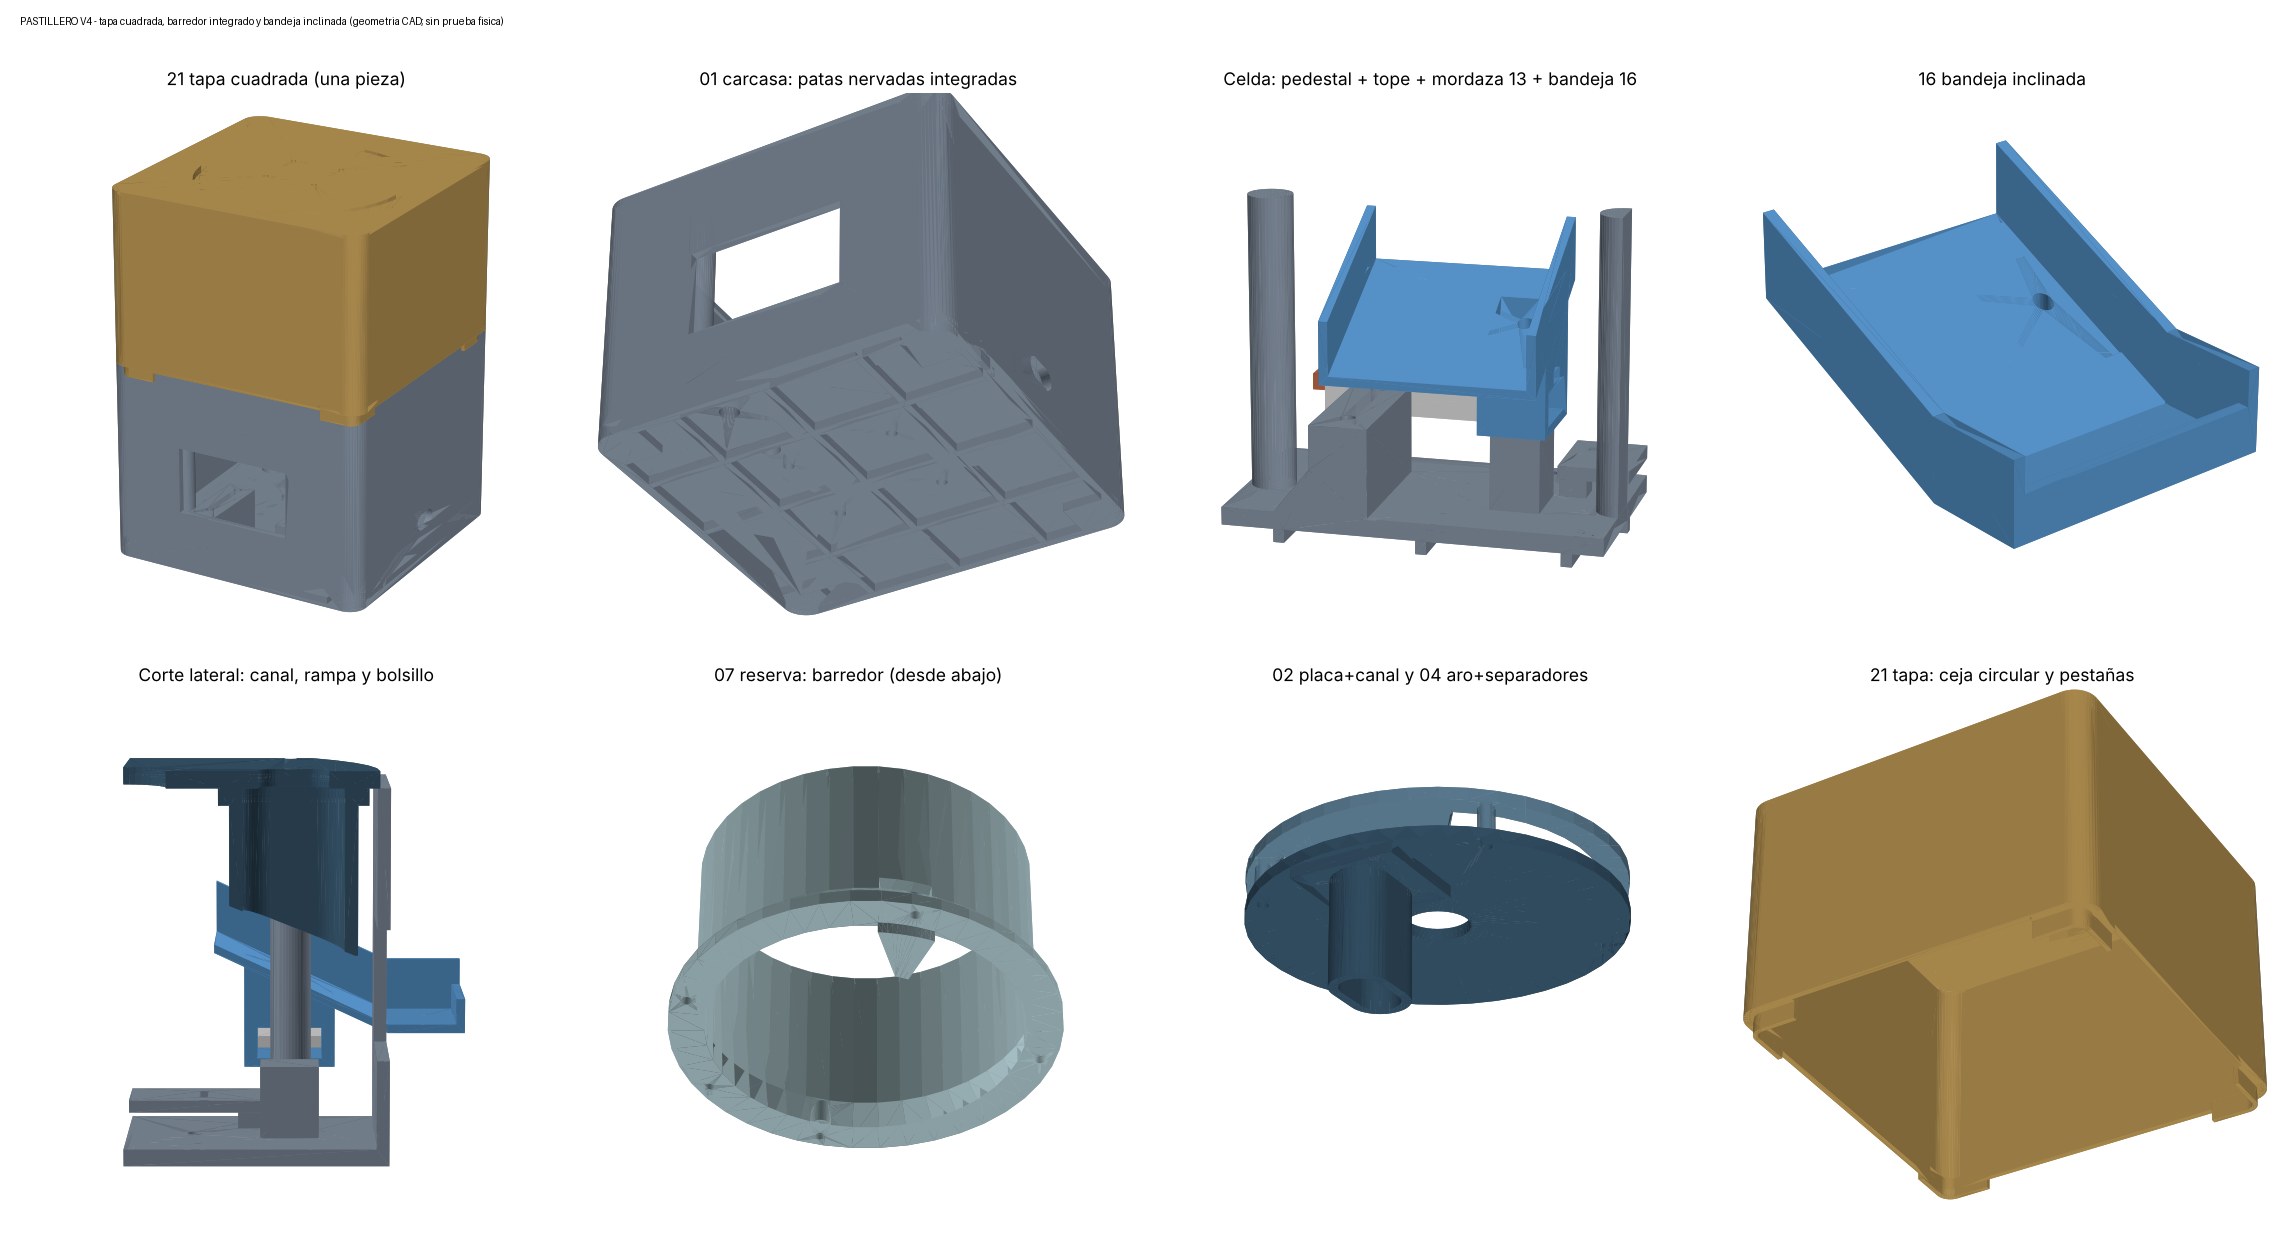 PASTILLERO V4 - tapa cuadrada, barredor integrado y bandeja inclinada (geometria CAD; sin prueba fisica)
21 tapa cuadrada (una pieza)
01 carcasa: patas nervadas integradas
Celda: pedestal + tope + mordaza 13 + bandeja 16
16 bandeja inclinada
Corte lateral: canal, rampa y bolsillo
07 reserva: barredor (desde abajo)
02 placa+canal y 04 aro+separadores
21 tapa: ceja circular y pestañas